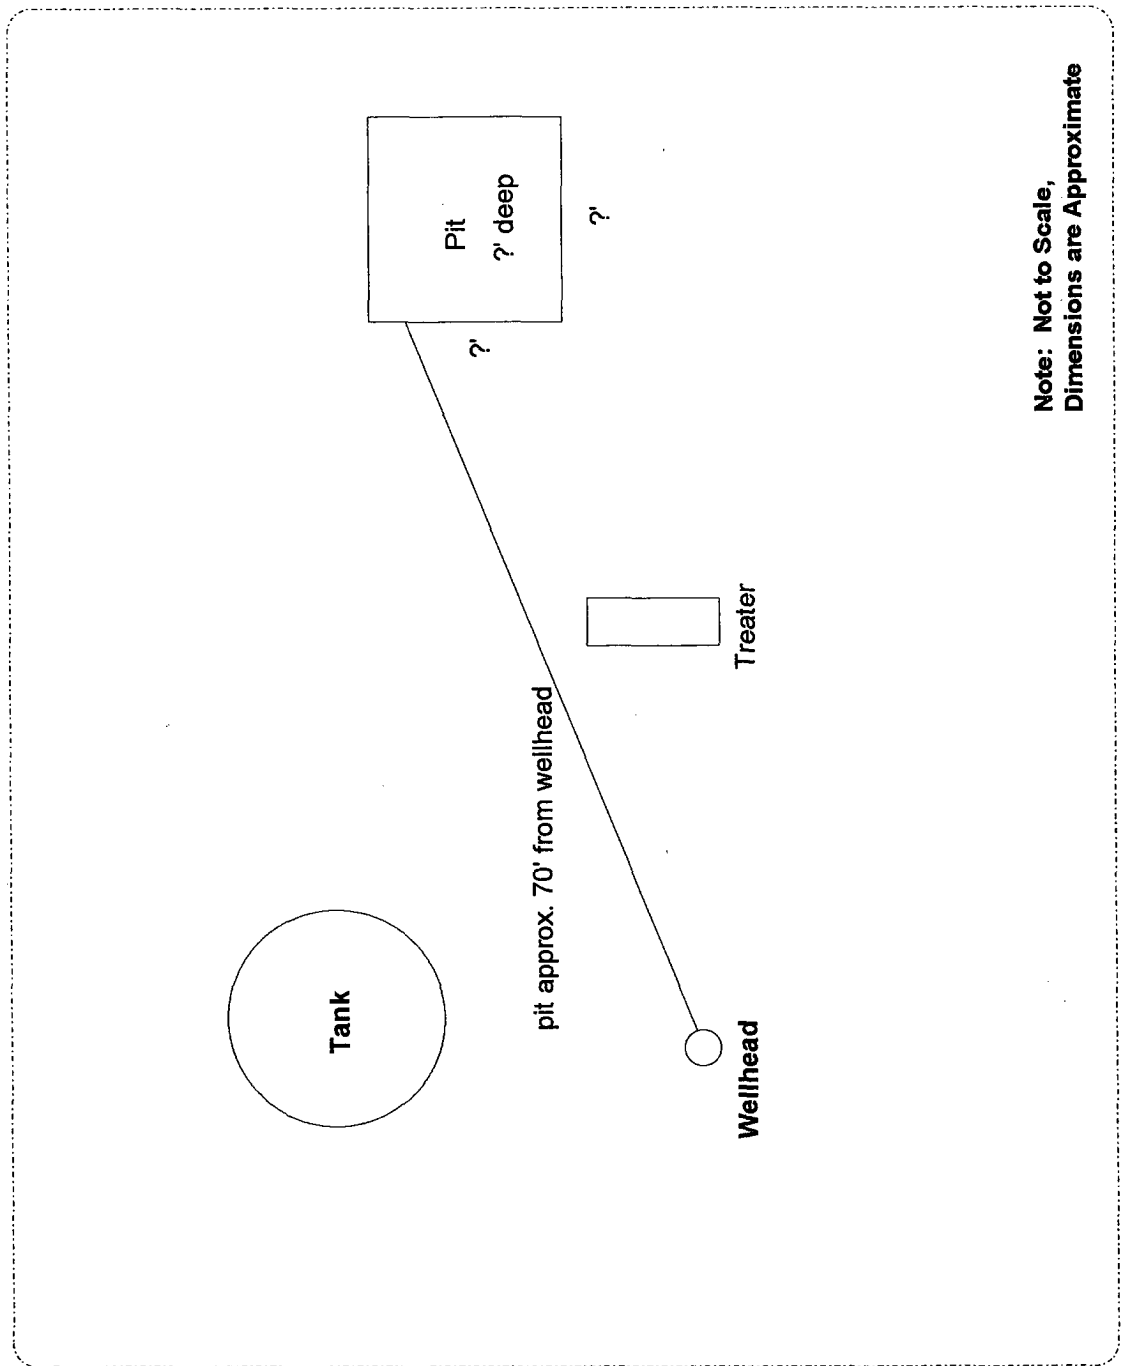 Tank
pit approx. 70' from wellhead
Wellhead
Treater
Pit
?' deep
?'
?'
Note: Not to Scale,
Dimensions are Approximate